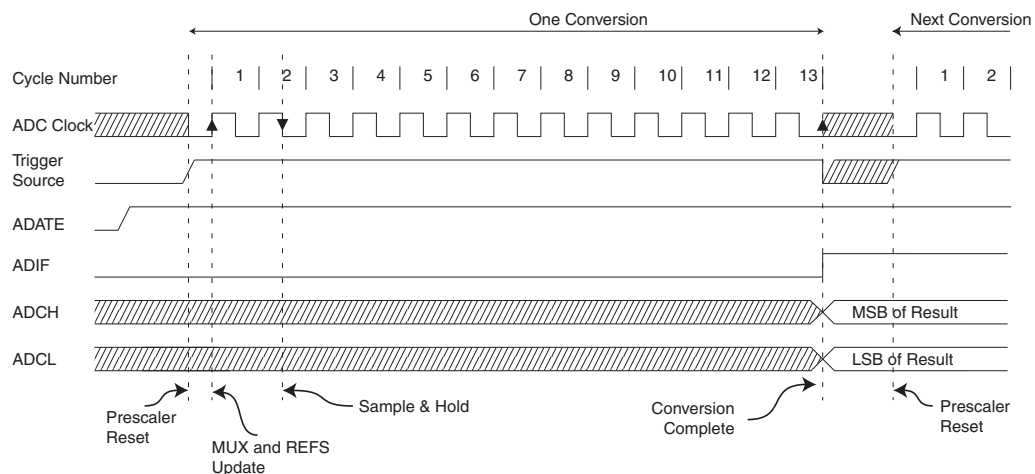 One Conversion
Next Conversion
Cycle Number
1 2 3 4 5 6 7 8 9 10 11 12 13 1 2
ADC Clock
Trigger
Source
ADATE
ADIF
ADCH
MSB of Result
ADCL
LSB of Result
Prescaler
Reset
MUX and REFS
Update
Sample & Hold
Conversion
Complete
Prescaler
Reset